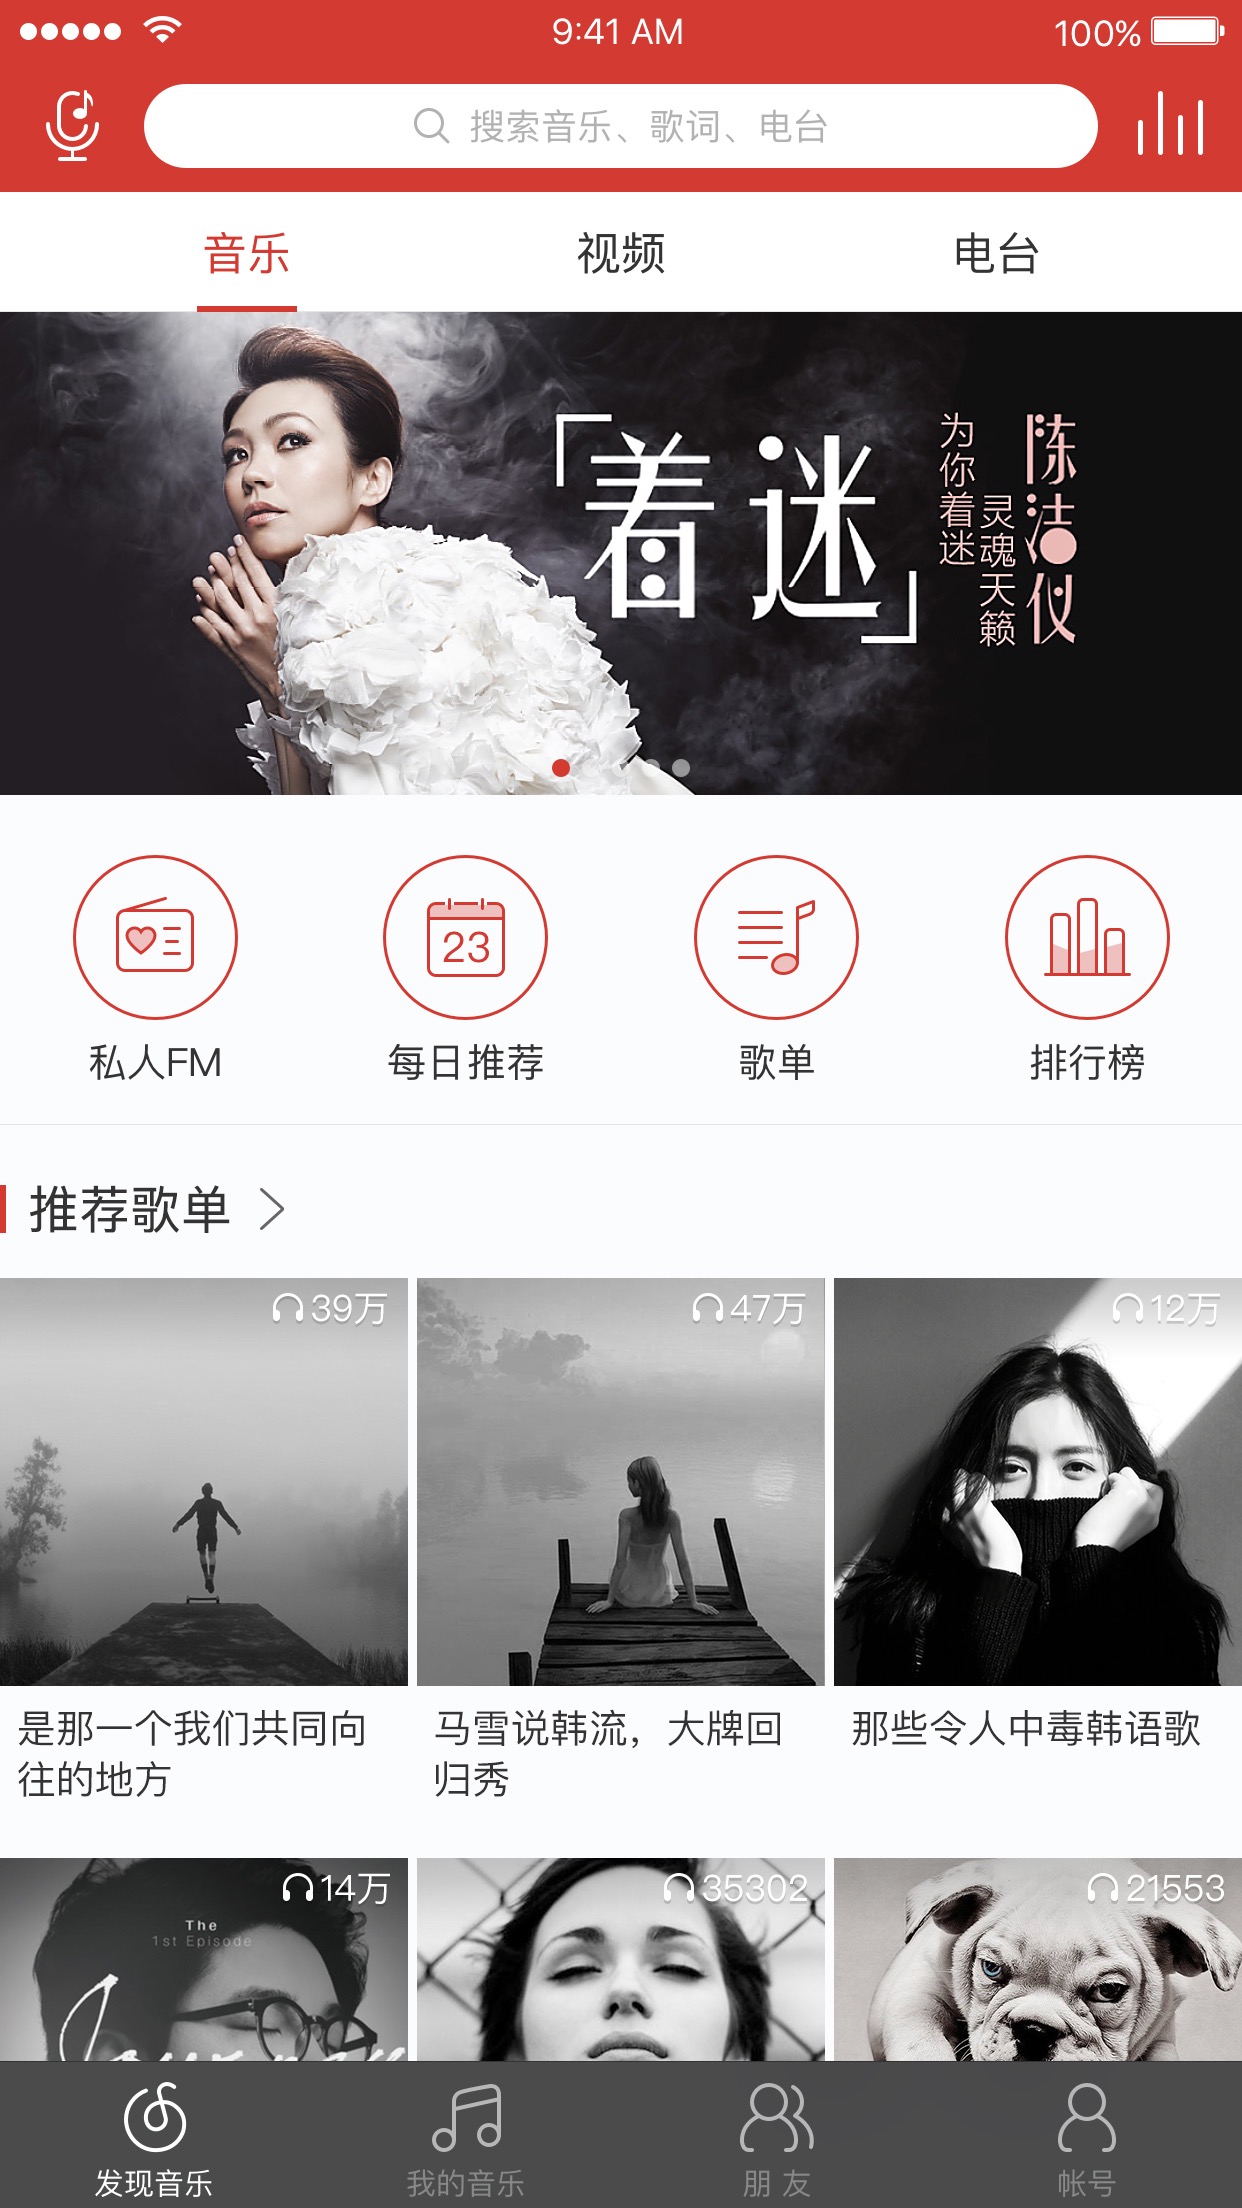 9:41 AM
100%
搜索音乐、歌词、电台
音乐
视频
电台
「着迷」
为你着迷
灵魂天籁
陈洁仪
23
私人FM
每日推荐
歌单
排行榜
推荐歌单
39万
47万
12万
是那一个我们共同向
往的地方
马雪说韩流，大牌回
归秀
那些令人中毒韩语歌
14万
35302
21553
The
1st Episode
发现音乐
我的音乐
朋友
帐号